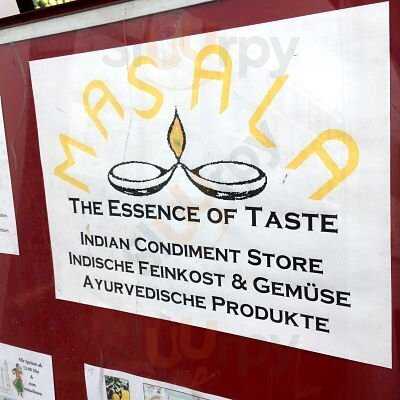 MASALA
THE ESSENCE OF TASTE
INDIAN CONDIMENT STORE
INDISCHE FEINKOST & GEMÜSE
AYURVEDISCHE PRODUKTE